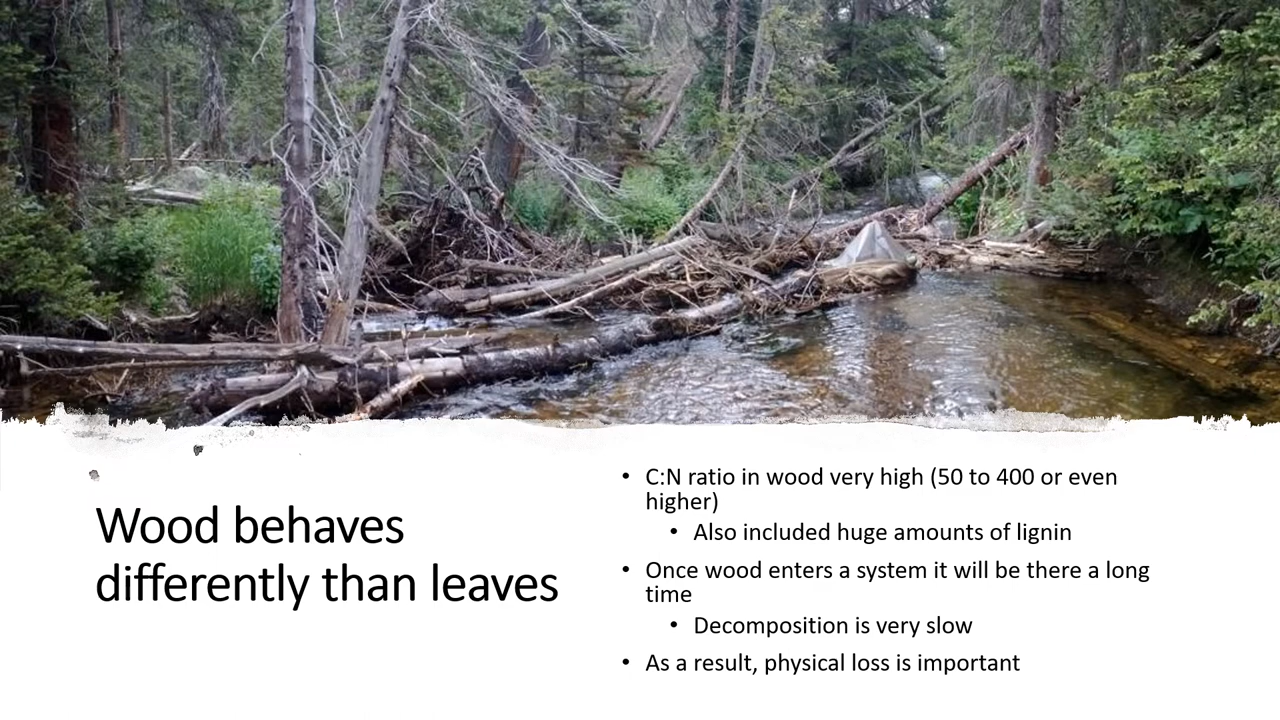 Wood behaves
differently than leaves
• C:N ratio in wood very high (50 to 400 or even
higher)
• Also included huge amounts of lignin
• Once wood enters a system it will be there a long
time
• Decomposition is very slow
• As a result, physical loss is important